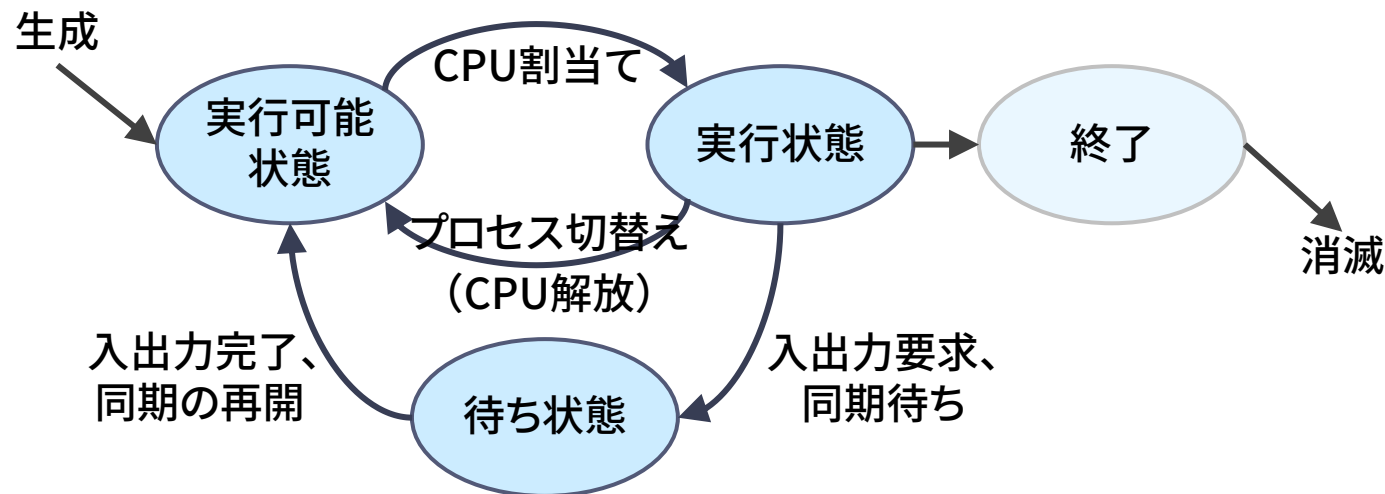 生成
CPU割当て
実行可能
状態
実行状態
終了
プロセス切替え
（CPU解放）
消滅
入出力完了、
同期の再開
入出力要求、
同期待ち
待ち状態